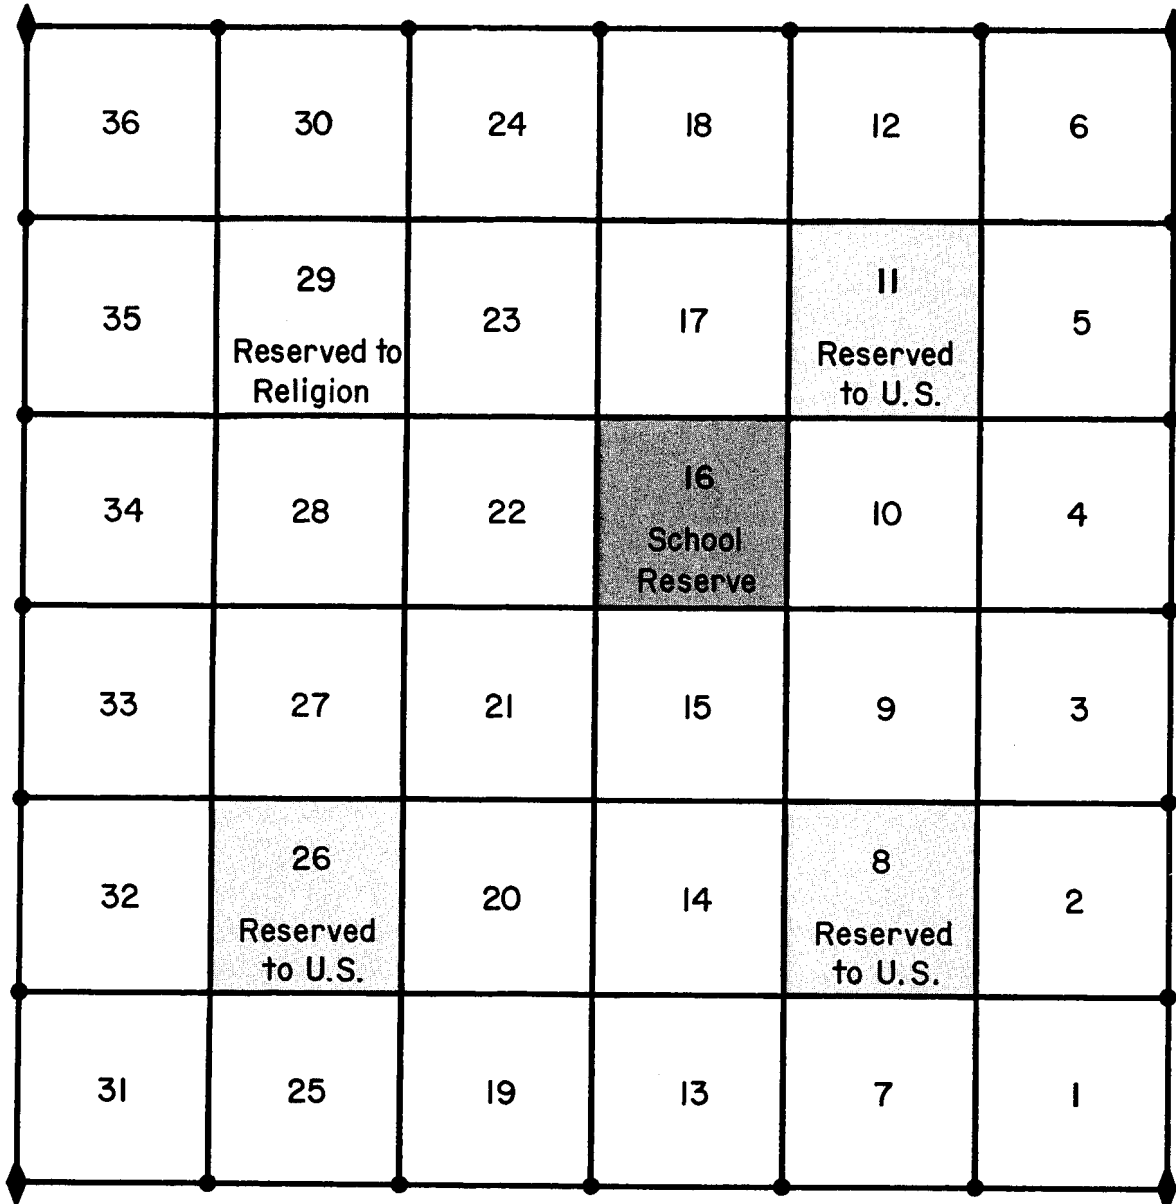 36 30 24 18 12 6
35 29 23 17 11 5
Reserved to Religion
Reserved to U.S.
34 28 22 16 10 4
School Reserve
33 27 21 15 9 3
32 26 20 14 8 2
Reserved to U.S.
Reserved to U.S.
31 25 19 13 7 1